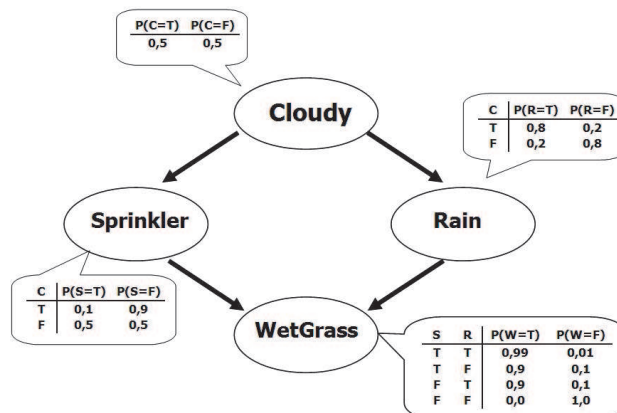 P(C=T) P(C=F)
0,5 0,5
Cloudy
C P(R=T) P(R=F)
T 0,8 0,2
F 0,2 0,8
Sprinkler
Rain
C P(S=T) P(S=F)
T 0,1 0,9
F 0,5 0,5
WetGrass
S R P(W=T) P(W=F)
T T 0,99 0,01
T F 0,9 0,1
F T 0,9 0,1
F F 0,0 1,0